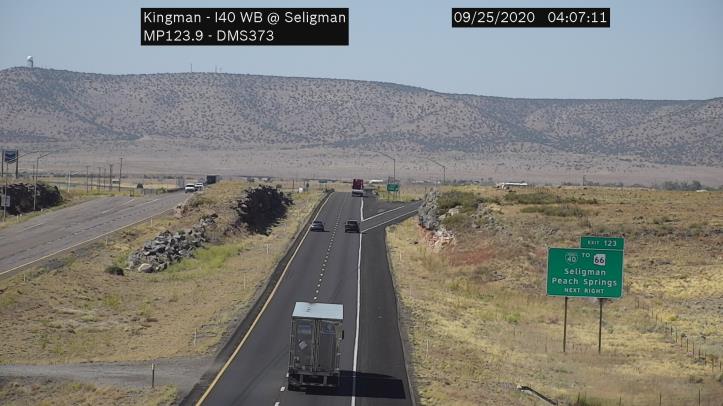 Kingman - I40 WB @ Seligman
MP123.9 - DMS373
09/25/2020 04:07:11
EXIT 123
40 TO 66
Seligman
Peach Springs
NEXT RIGHT